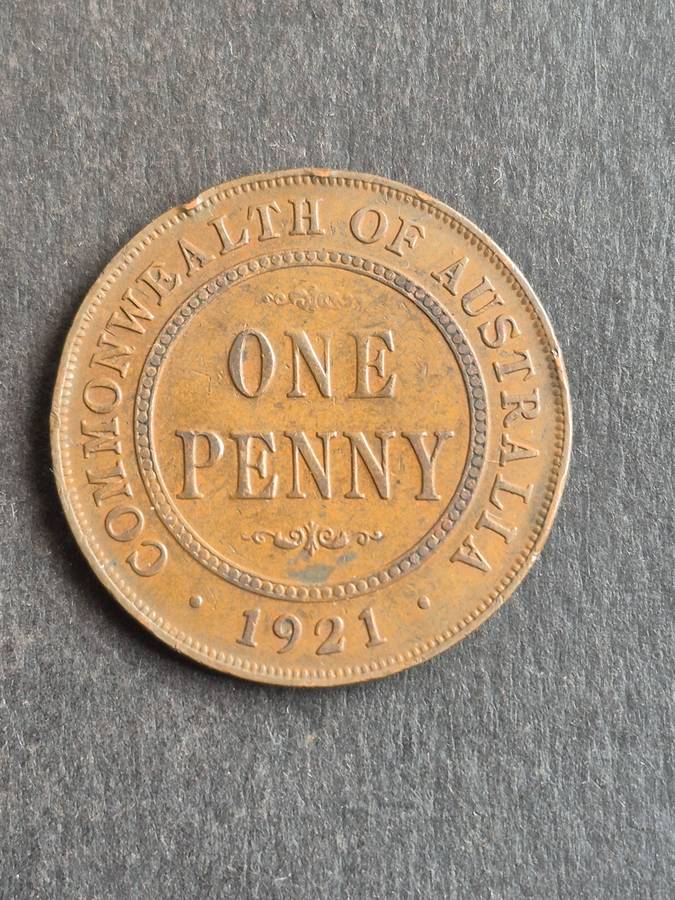 COMMONWEALTH OF AUSTRALIA
ONE
PENNY
· 1921 ·